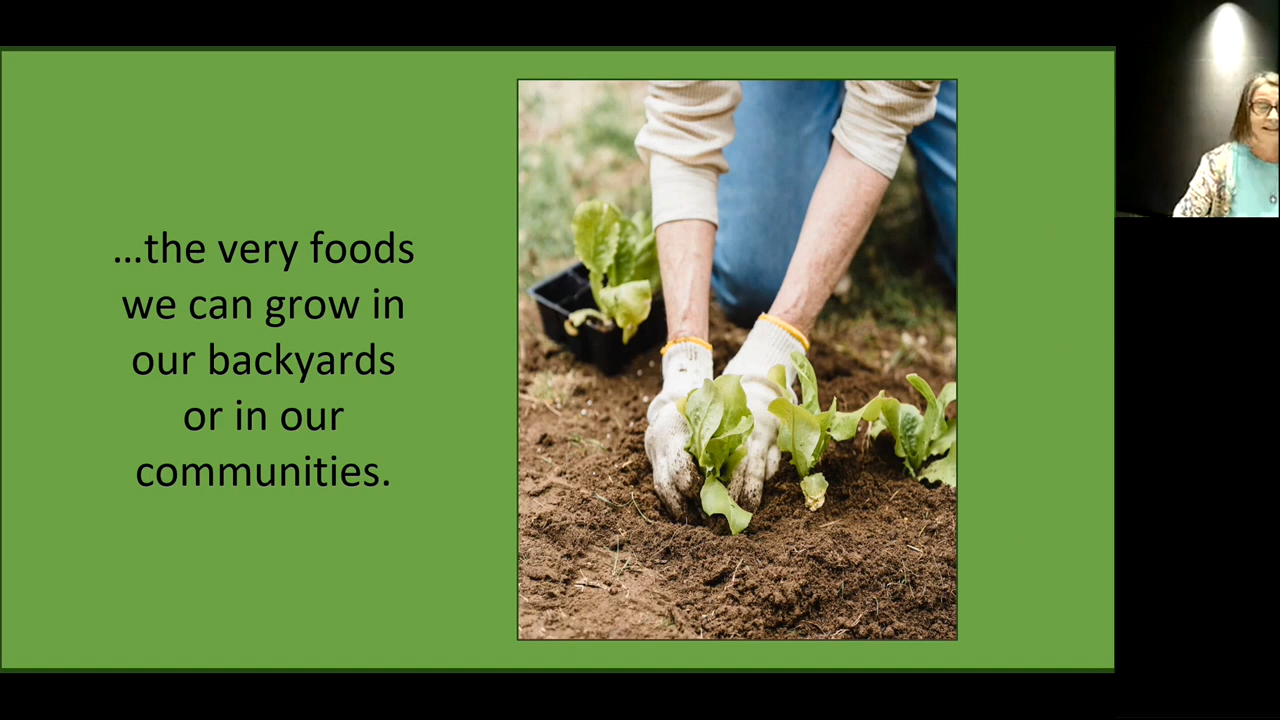 …the very foods
we can grow in
our backyards
or in our
communities.